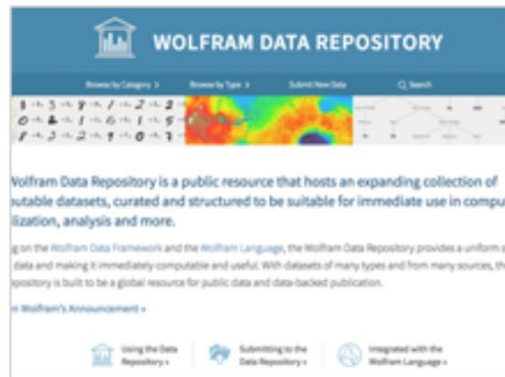 WOLFRAM DATA REPOSITORY
Browse by Category > Browse by Type > Submit New Data Search
Wolfram Data Repository is a public resource that hosts an expanding collection of
utable datasets, curated and structured to be suitable for immediate use in compu
lization, analysis and more.
g on the Wolfram Data Framework and the Wolfram Language, the Wolfram Data Repository provides a uniform s
data and making it immediately computable and useful. With datasets of many types and from many sources, th
epository is built to be a global resource for public data and data-backed publication.
Wolfram's Announcement »
Using the Data
Repository »
Submitting to the
Data Repository »
Integrated with the
Wolfram Language »